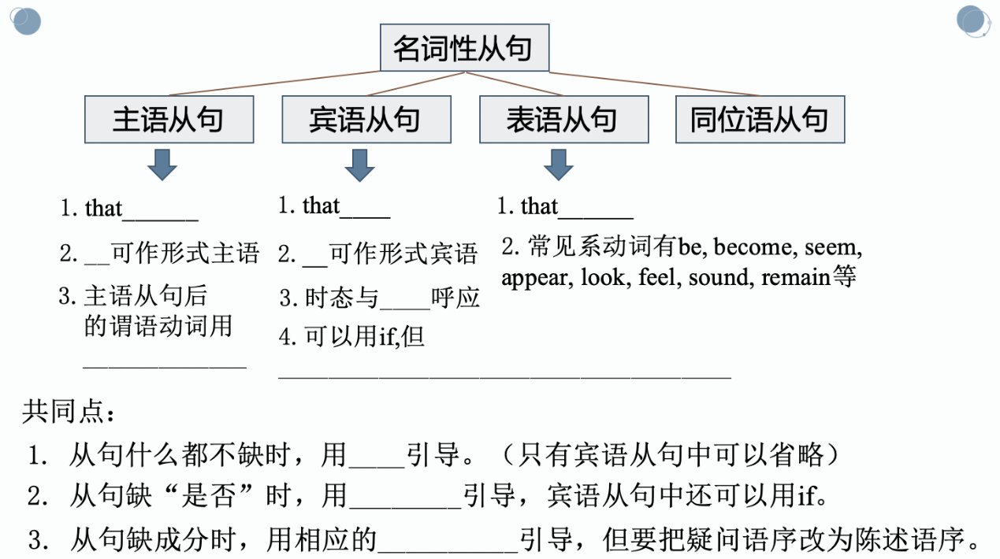 名词性从句
主语从句
宾语从句
表语从句
同位语从句
1. that______
2. __可作形式主语
3. 主语从句后
的谓语动词用
_____________
1. that____
2. __可作形式宾语
3. 时态与____呼应
4. 可以用if,但
____________________________________
1. that______
2. 常见系动词有be, become, seem,
appear, look, feel, sound, remain等
共同点：
1. 从句什么都不缺时，用____引导。（只有宾语从句中可以省略）
2. 从句缺“是否”时，用________引导，宾语从句中还可以用if。
3. 从句缺成分时，用相应的__________引导，但要把疑问语序改为陈述语序。